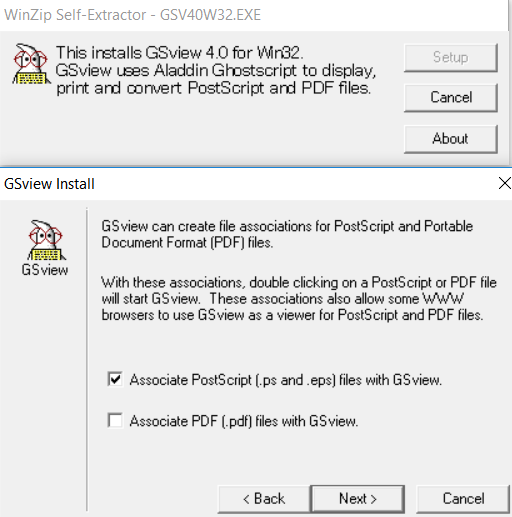 WinZip Self-Extractor - GSV40W32.EXE
This installs GSview 4.0 for Win32.
GSview uses Aladdin Ghostscript to display,
print and convert PostScript and PDF files.
Setup
Cancel
About
GSview Install
GSview
GSview can create file associations for PostScript and Portable
Document Format (PDF) files.
With these associations, double clicking on a PostScript or PDF file
will start GSview. These associations also allow some WWW
browsers to use GSview as a viewer for PostScript and PDF files.
Associate PostScript (.ps and .eps) files with GSview.
Associate PDF (.pdf) files with GSview.
< Back
Next >
Cancel